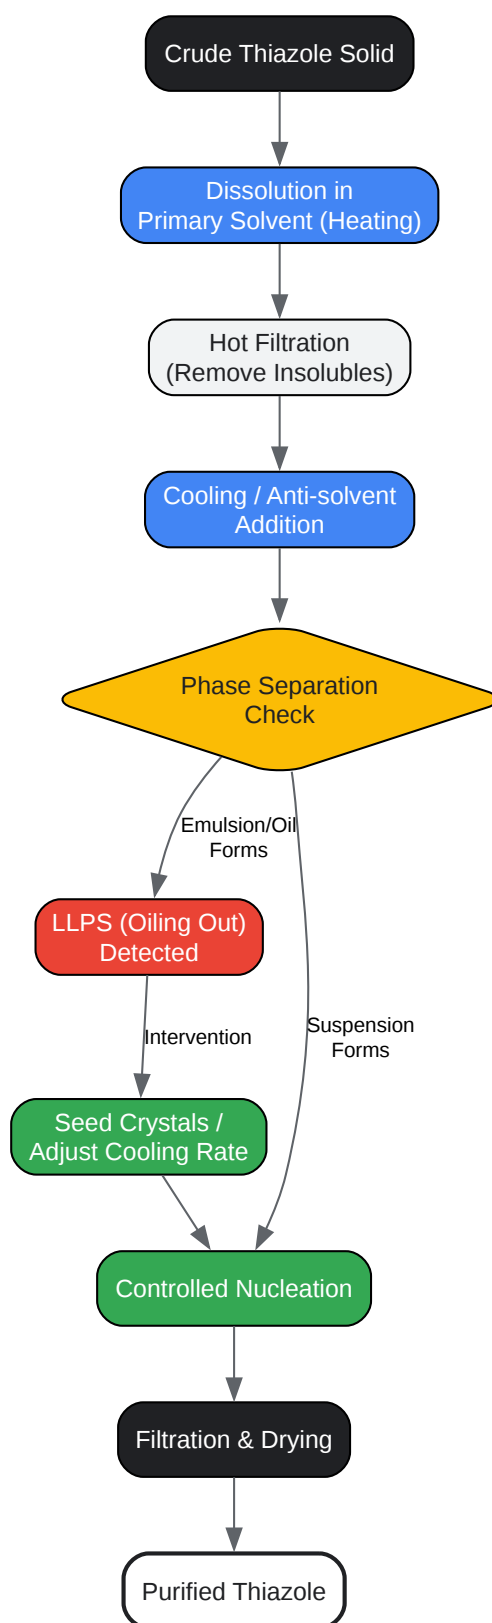 Crude Thiazole Solid
Dissolution in
Primary Solvent (Heating)
Hot Filtration
(Remove Insolubles)
Cooling / Anti-solvent
Addition
Phase Separation
Check
Emulsion/Oil
Forms
LLPS (Oiling Out)
Detected
Intervention
Suspension
Forms
Seed Crystals /
Adjust Cooling Rate
Controlled Nucleation
Filtration & Drying
Purified Thiazole